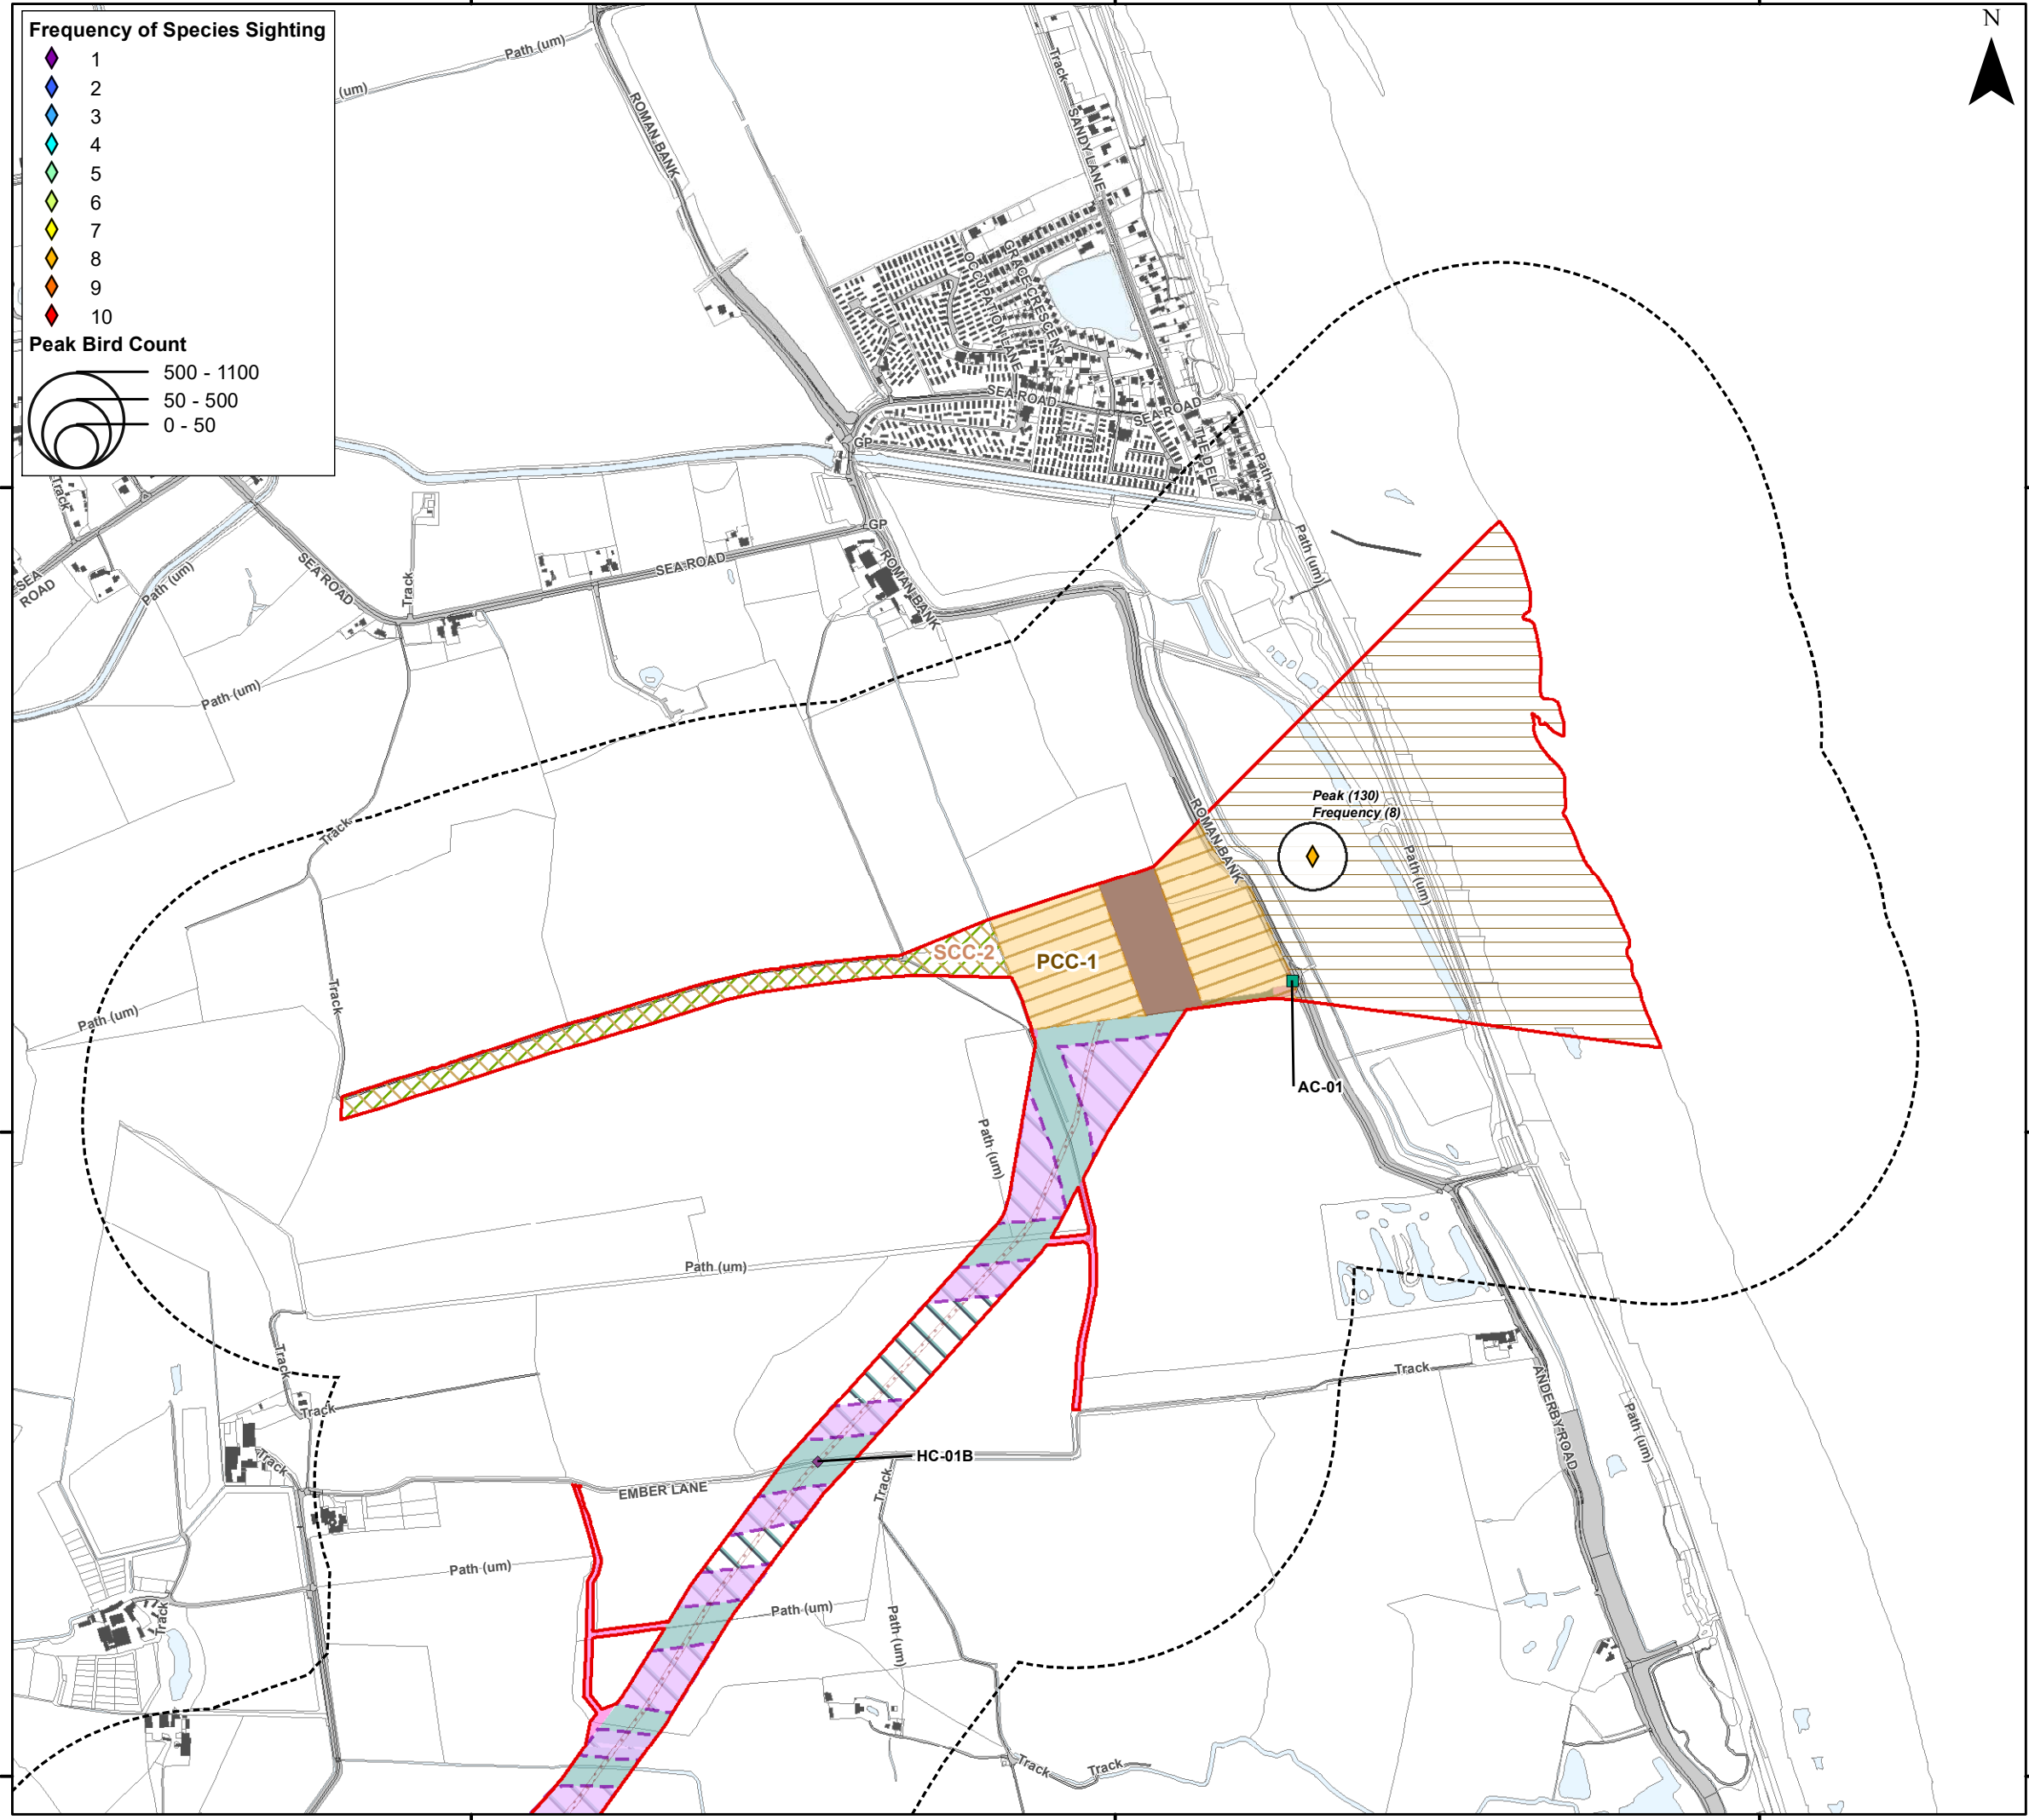 Frequency of Species Sighting
1
2
3
4
5
6
7
8
9
10
Peak Bird Count
500 - 1100
50 - 500
0 - 50
N
Path (um)
(um)
ROMAN BANK
Track
SANDY LANE
GRACE CRESCENT
OCCUPATION LANE
SEA ROAD
SEA ROAD
THE DELL
Path
GP
GP
Track
SEA
ROAD
Path (um)
SEA ROAD
Track
SEA ROAD
ROMAN BANK
Path (um)
Path (um)
Track
ROMAN BANK
Peak (130)
Frequency (8)
Path (um)
SCC-2
PCC-1
Track
Path (um)
AC-01
Path (um)
Path (um)
Track
Track
Track
Track
ANDERBY ROAD
Path (um)
HC-01B
EMBER LANE
Track
Path (um)
Path (um)
Path (um)
Track
Track
Track